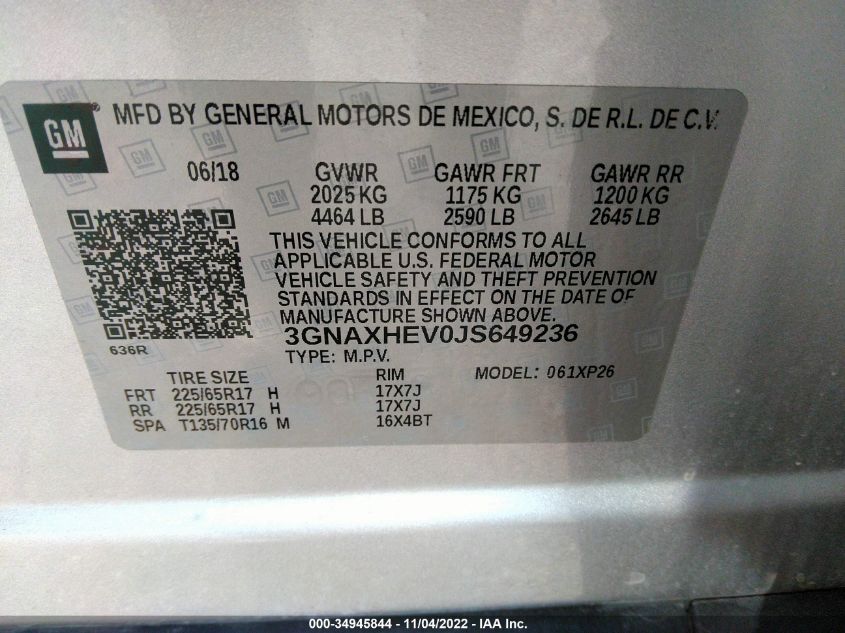 GM ®
MFD BY GENERAL MOTORS DE MEXICO, S. DE R.L. DE C.V.
06/18 GVWR GAWR FRT GAWR RR
2025 KG 1175 KG 1200 KG
4464 LB 2590 LB 2645 LB
THIS VEHICLE CONFORMS TO ALL
APPLICABLE U.S. FEDERAL MOTOR
VEHICLE SAFETY AND THEFT PREVENTION
STANDARDS IN EFFECT ON THE DATE OF
MANUFACTURE SHOWN ABOVE.
3GNAXHEV0JS649236
636R
TYPE: M.P.V.
TIRE SIZE RIM MODEL: 061XP26
FRT 225/65R17 H 17X7J
RR 225/65R17 H 17X7J
SPA T135/70R16 M 16X4BT
000-34945844 - 11/04/2022 - IAA Inc.